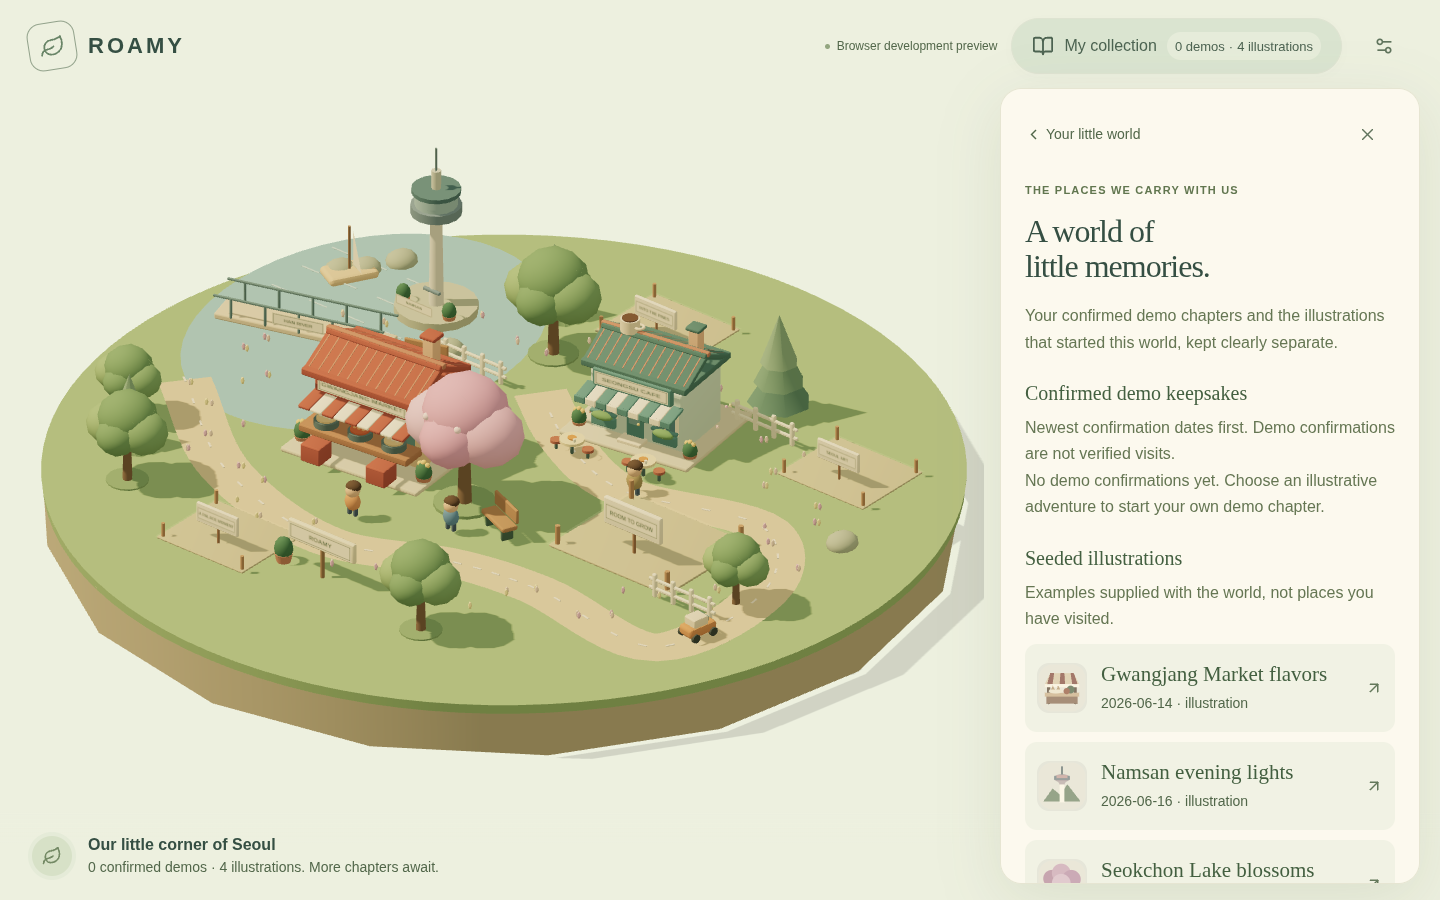 ROAMY
Browser development preview
My collection
0 demos · 4 illustrations
Your little world
THE PLACES WE CARRY WITH US
A world of
little memories.
Your confirmed demo chapters and the illustrations
that started this world, kept clearly separate.
Confirmed demo keepsakes
Newest confirmation dates first. Demo confirmations
are not verified visits.
No demo confirmations yet. Choose an illustrative
adventure to start your own demo chapter.
Seeded illustrations
Examples supplied with the world, not places you
have visited.
Gwangjang Market flavors
2026-06-14 · illustration
Namsan evening lights
2026-06-16 · illustration
Seokchon Lake blossoms
SEONGSU CAFE
ROOM TO GROW
ROAMY
Our little corner of Seoul
0 confirmed demos · 4 illustrations. More chapters await.